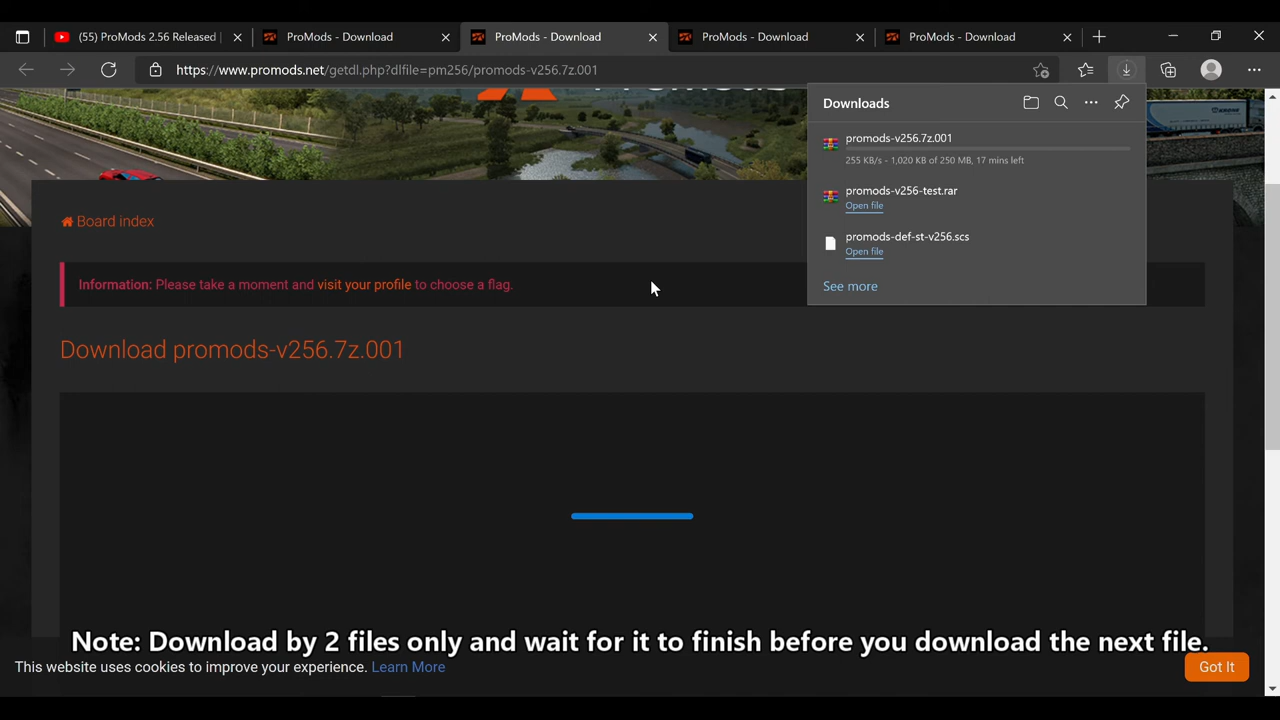 (55) ProMods 2.56 Released
ProMods - Download
ProMods - Download
ProMods - Download
ProMods - Download
https://www.promods.net/getdl.php?dlfile=pm256/promods-v256.7z.001
Downloads
promods-v256.7z.001
255 KB/s - 1,020 KB of 250 MB, 17 mins left
promods-v256-test.rar
Open file
promods-def-st-v256.scs
Open file
See more
Board index
Information: Please take a moment and visit your profile to choose a flag.
Download promods-v256.7z.001
Note: Download by 2 files only and wait for it to finish before you download the next file.
This website uses cookies to improve your experience. Learn More
Got It